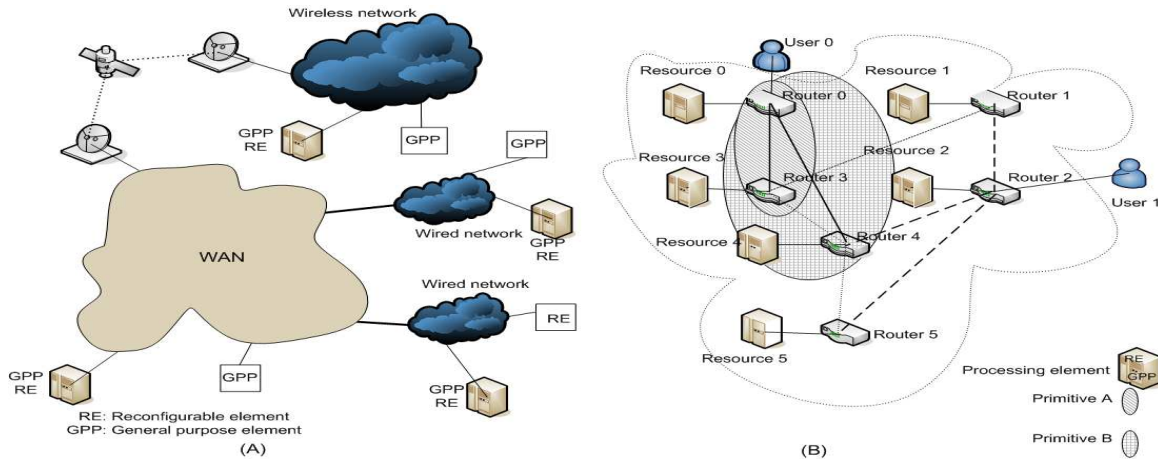 Wireless network
GPP
RE
GPP
GPP
Wired network
GPP
RE
WAN
Wired network
RE
GPP
RE
GPP
GPP
RE
RE: Reconfigurable element
GPP: General purpose element
(A)
User 0
Resource 0
Router 0
Resource 1
Router 1
Resource 3
Router 3
Resource 2
Router 2
User 1
Resource 4
Router 4
Resource 5
Router 5
Processing element
RE
GPP
Primitive A
Primitive B
(B)